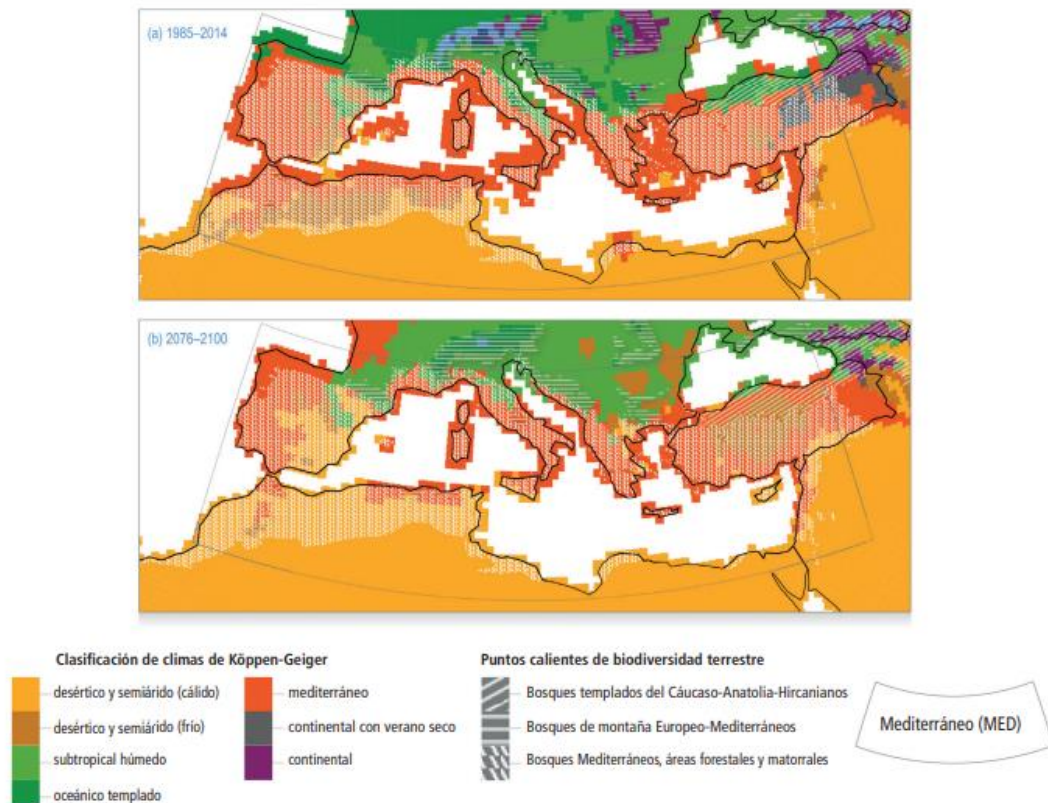 (a) 1985–2014
(b) 2076–2100
Clasificación de climas de Köppen-Geiger
desértico y semiárido (cálido)
desértico y semiárido (frío)
subtropical húmedo
oceánico templado
mediterráneo
continental con verano seco
continental
Puntos calientes de biodiversidad terrestre
Bosques templados del Cáucaso-Anatolia-Hircanianos
Bosques de montaña Europeo-Mediterráneos
Bosques Mediterráneos, áreas forestales y matorrales
Mediterráneo (MED)